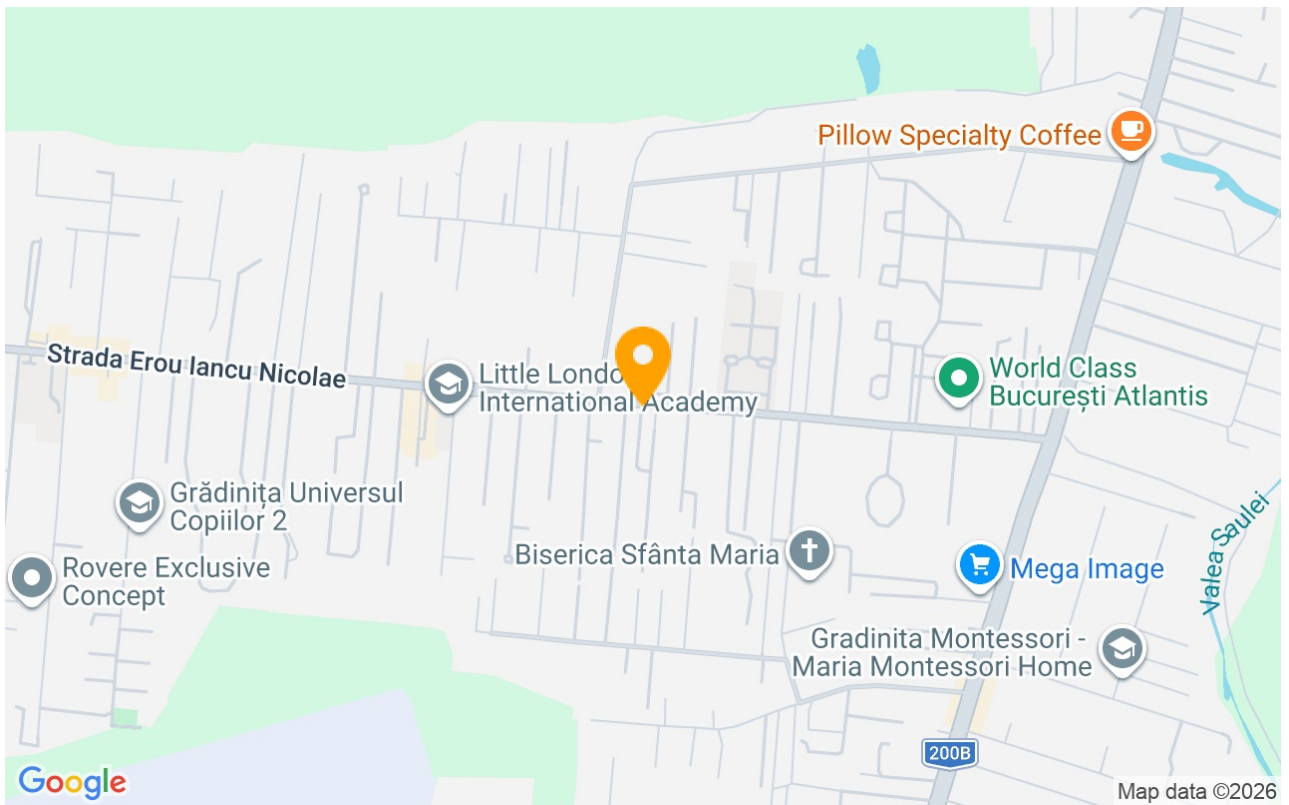 Pillow Specialty Coffee
Strada Erou Iancu Nicolae
Little London
International Academy
World Class
București Atlantis
Grădinița Universul
Copiilor 2
Rovere Exclusive
Concept
Biserica Sfânta Maria
Mega Image
Valea Saulei
Gradinita Montessori -
Maria Montessori Home
200B
Google
Map data ©2026